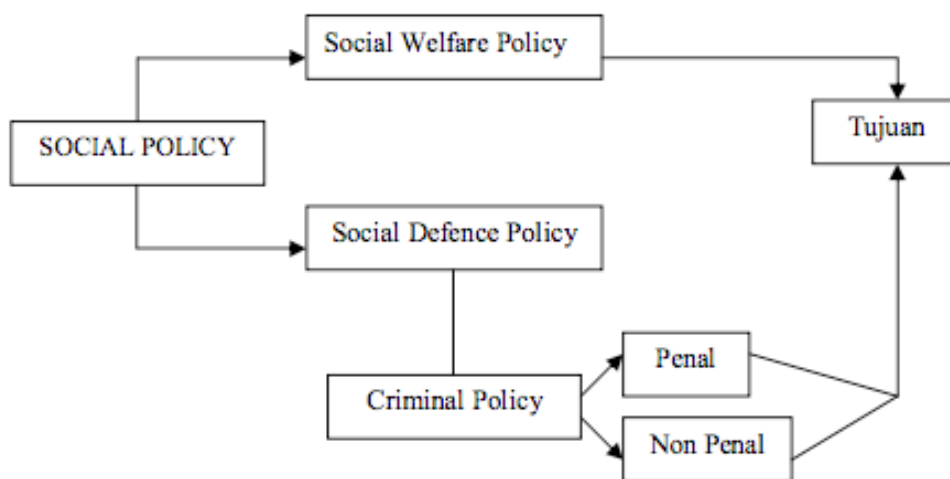 Social Welfare Policy
Tujuan
SOCIAL POLICY
Social Defence Policy
Penal
Criminal Policy
Non Penal